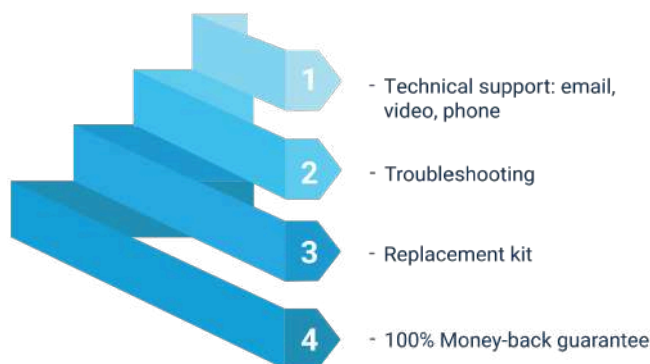 1
- Technical support: email,
video, phone
2
- Troubleshooting
3
- Replacement kit
4
- 100% Money-back guarantee